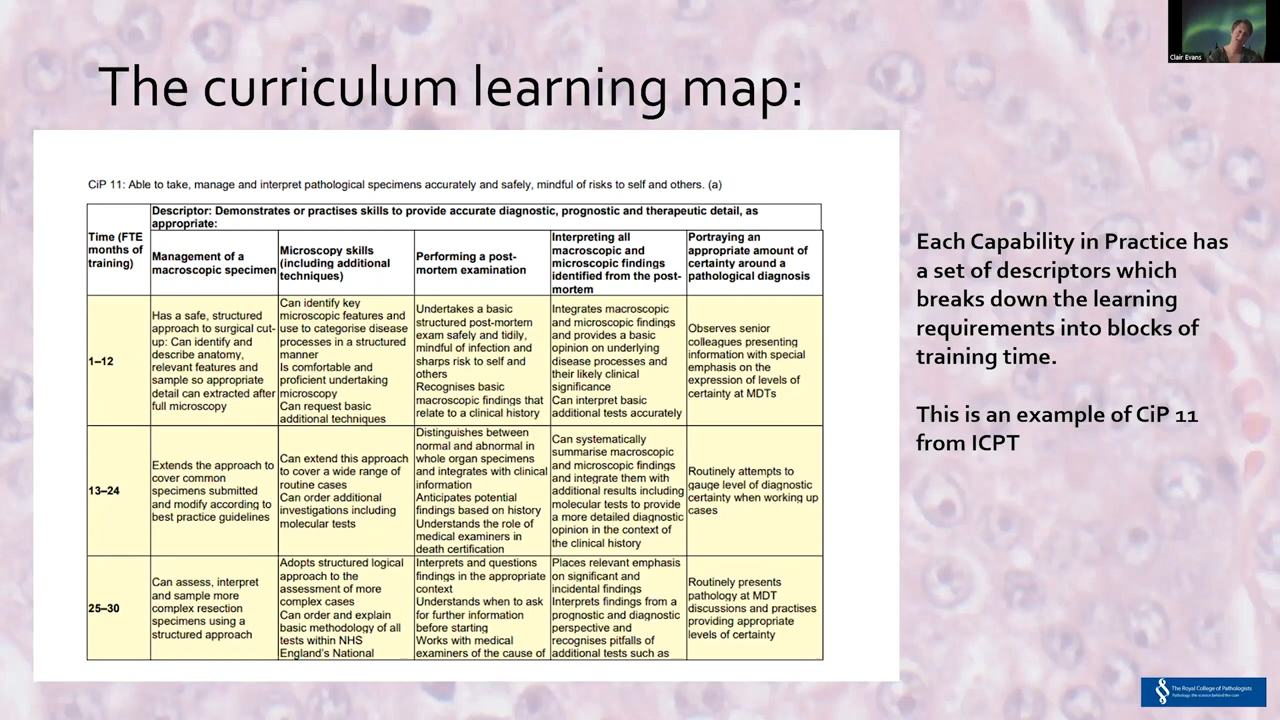 Clair Evans
The curriculum learning map:
CiP 11: Able to take, manage and interpret pathological specimens accurately and safely, mindful of risks to self and others. (a)
Time (FTE
months of
training)
Descriptor: Demonstrates or practises skills to provide accurate diagnostic, prognostic and therapeutic detail, as
appropriate:
Management of a
macroscopic specimen
Microscopy skills
(including additional
techniques)
Performing a post-
mortem examination
Interpreting all
macroscopic and
microscopic findings
identified from the post-
mortem
Portraying an
appropriate amount of
certainty around a
pathological diagnosis
1–12
Has a safe, structured
approach to surgical cut-
up: Can identify and
describe anatomy,
relevant features and
sample so appropriate
detail can extracted after
full microscopy
Can identify key
microscopic features and
use to categorise disease
processes in a structured
manner
Is comfortable and
proficient undertaking
microscopy
Can request basic
additional techniques
Undertakes a basic
structured post-mortem
exam safely and tidily,
mindful of infection and
sharps risk to self and
others
Recognises basic
macroscopic findings that
relate to a clinical history
Integrates macroscopic
and microscopic findings
and provides a basic
opinion on underlying
disease processes and
their likely clinical
significance
Can interpret basic
additional tests accurately
Observes senior
colleagues presenting
information with special
emphasis on the
expression of levels of
certainty at MDTs
13–24
Extends the approach to
cover common
specimens submitted
and modify according to
best practice guidelines
Can extend this approach
to cover a wide range of
routine cases
Can order additional
investigations including
molecular tests
Distinguishes between
normal and abnormal in
whole organ specimens
and integrates with clinical
information
Anticipates potential
findings based on history
Understands the role of
medical examiners in
death certification
Can systematically
summarise macroscopic
and microscopic findings
and integrate them with
additional results including
molecular tests to provide
a more detailed diagnostic
opinion in the context of
the clinical history
Routinely attempts to
gauge level of diagnostic
certainty when working up
cases
25–30
Can assess, interpret
and sample more
complex resection
specimens using a
structured approach
Adopts structured logical
approach to the
assessment of more
complex cases
Can order and explain
basic methodology of all
tests within NHS
England's National
Interprets and questions
findings in the appropriate
context
Understands when to ask
for further information
before starting
Works with medical
examiners of the cause of
Places relevant emphasis
on significant and
incidental findings
Interprets findings from a
prognostic and diagnostic
perspective and
recognises pitfalls of
additional tests such as
Routinely presents
pathology at MDT
discussions and practises
providing appropriate
levels of certainty
Each Capability in Practice has
a set of descriptors which
breaks down the learning
requirements into blocks of
training time.
This is an example of CiP 11
from ICPT
The Royal College of Pathologists
Pathology: the science behind the cure